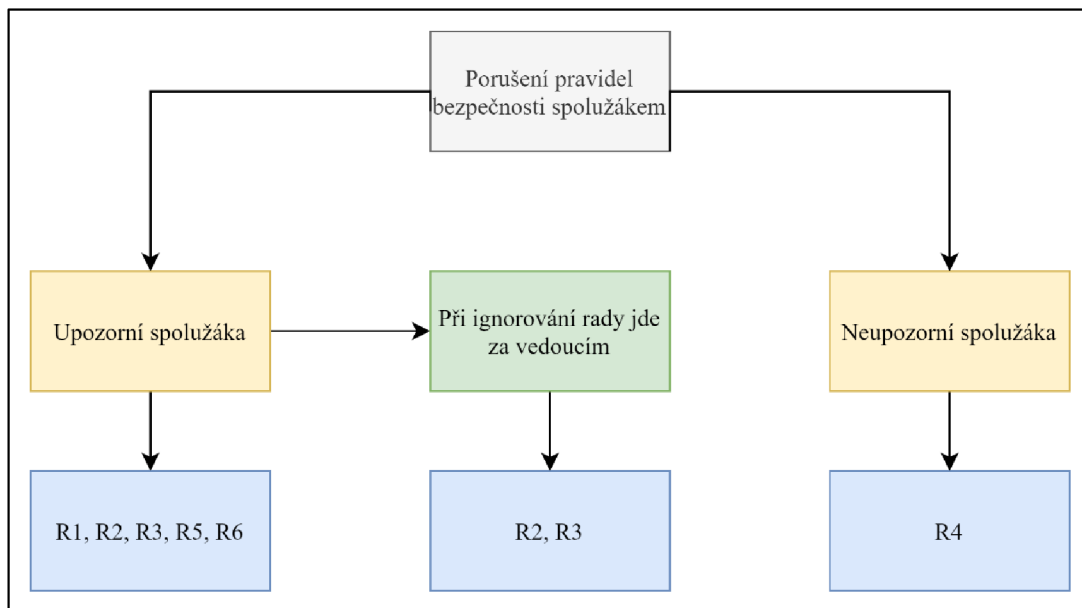 Porušení pravidel
bezpečnosti spolužákem
Upozorní spolužáka
Při ignorování rady jde
za vedoucím
Neupozorní spolužáka
R1, R2, R3, R5, R6
R2, R3
R4